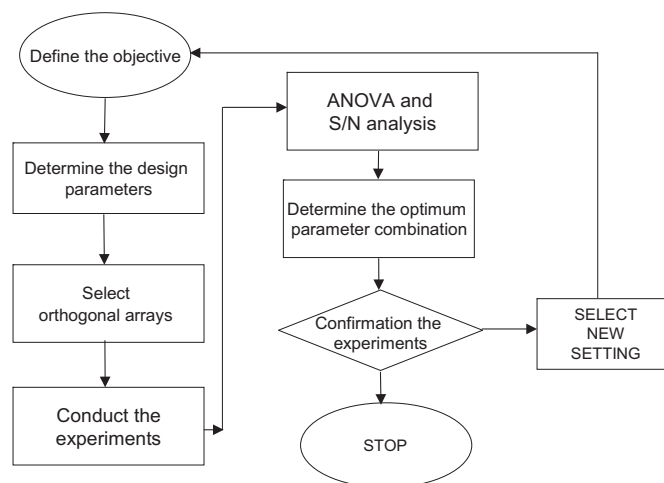 Define the objective
Determine the design
parameters
Select
orthogonal arrays
Conduct the
experiments
ANOVA and
S/N analysis
Determine the optimum
parameter combination
Confirmation the
experiments
STOP
SELECT
NEW
SETTING